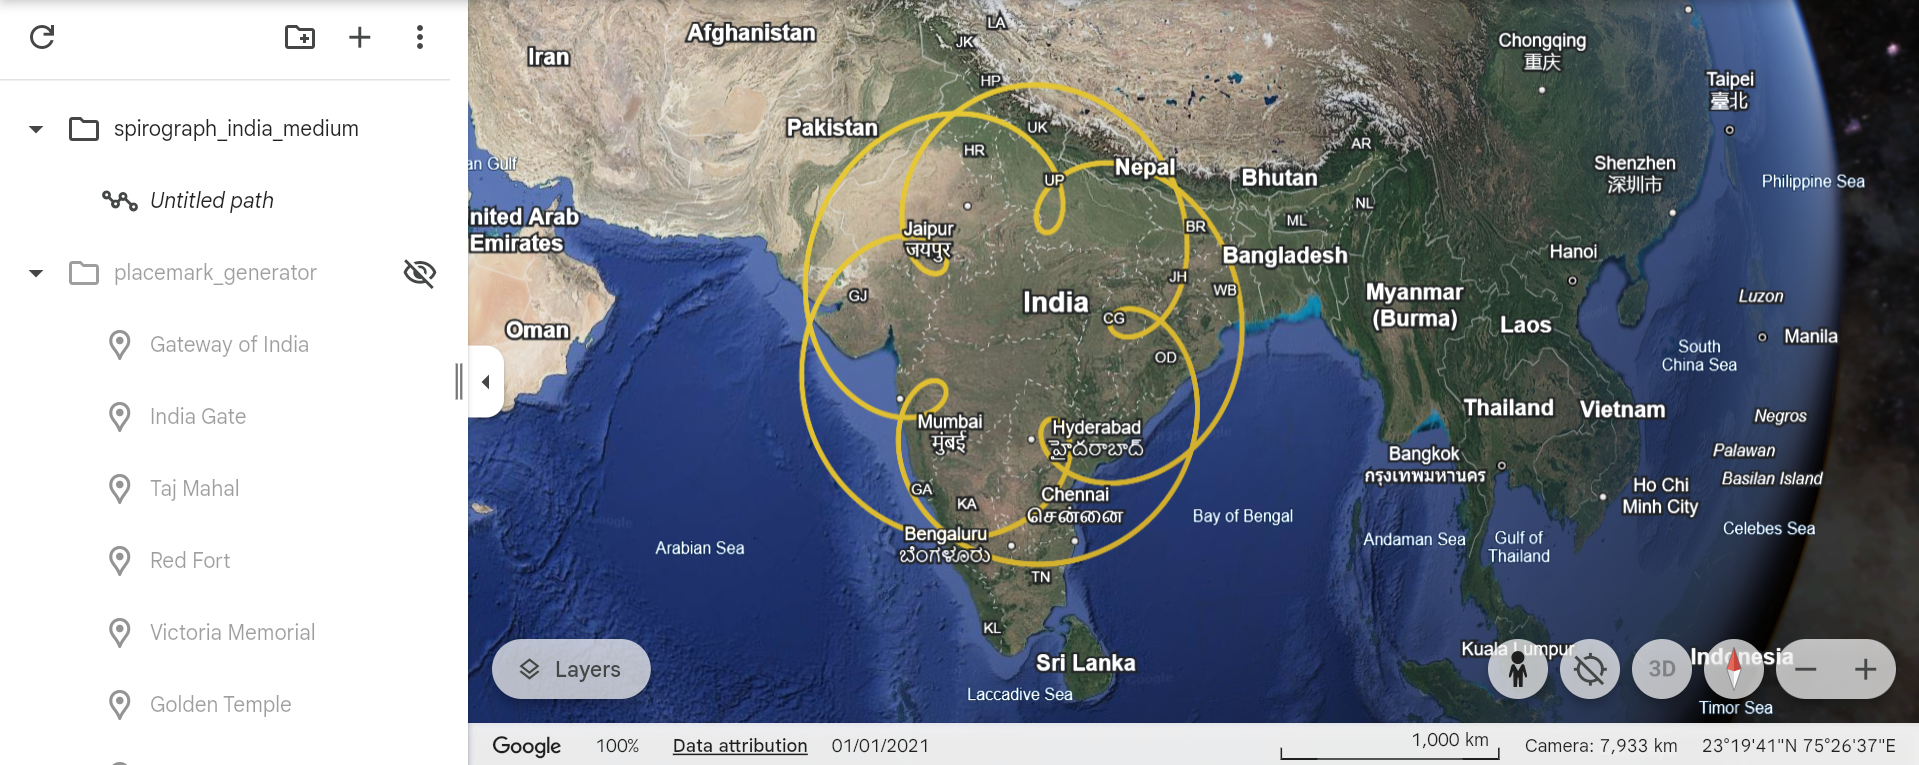 spirograph_india_medium
Untitled path
placemark_generator
Gateway of India
India Gate
Taj Mahal
Red Fort
Victoria Memorial
Golden Temple
Afghanistan
LA
JK
Iran
HP
Chongqing
重庆
Taipei
臺北
Pakistan
UK
HR
AR
an Gulf
Nepal
Bhutan
Shenzhen
深圳市
Philippine Sea
UP
NL
nited Arab
Emirates
ML
BR
Jaipur
जयपुर
Bangladesh
Hanoi
JH
WB
GJ
India
Myanmar
(Burma)
Luzon
CG
Oman
Laos
Manila
South
China Sea
OD
Thailand
Vietnam
Negros
Mumbai
मुंबई
Hyderabad
హైదరాబాద్
Bangkok
กรุงเทพมหานคร
Palawan
Basilan Island
GA
KA
Chennai
சென்னை
Ho Chi
Minh City
Bay of Bengal
Celebes Sea
Bengaluru
ಬೆಂಗಳೂರು
Arabian Sea
Andaman Sea
Gulf of
Thailand
TN
KL
Sri Lanka
Kuala Lumpur
Indonesia
Layers
3D
Laccadive Sea
Timor Sea
Google
100%
Data attribution
01/01/2021
1,000 km
Camera: 7,933 km
23°19'41"N 75°26'37"E